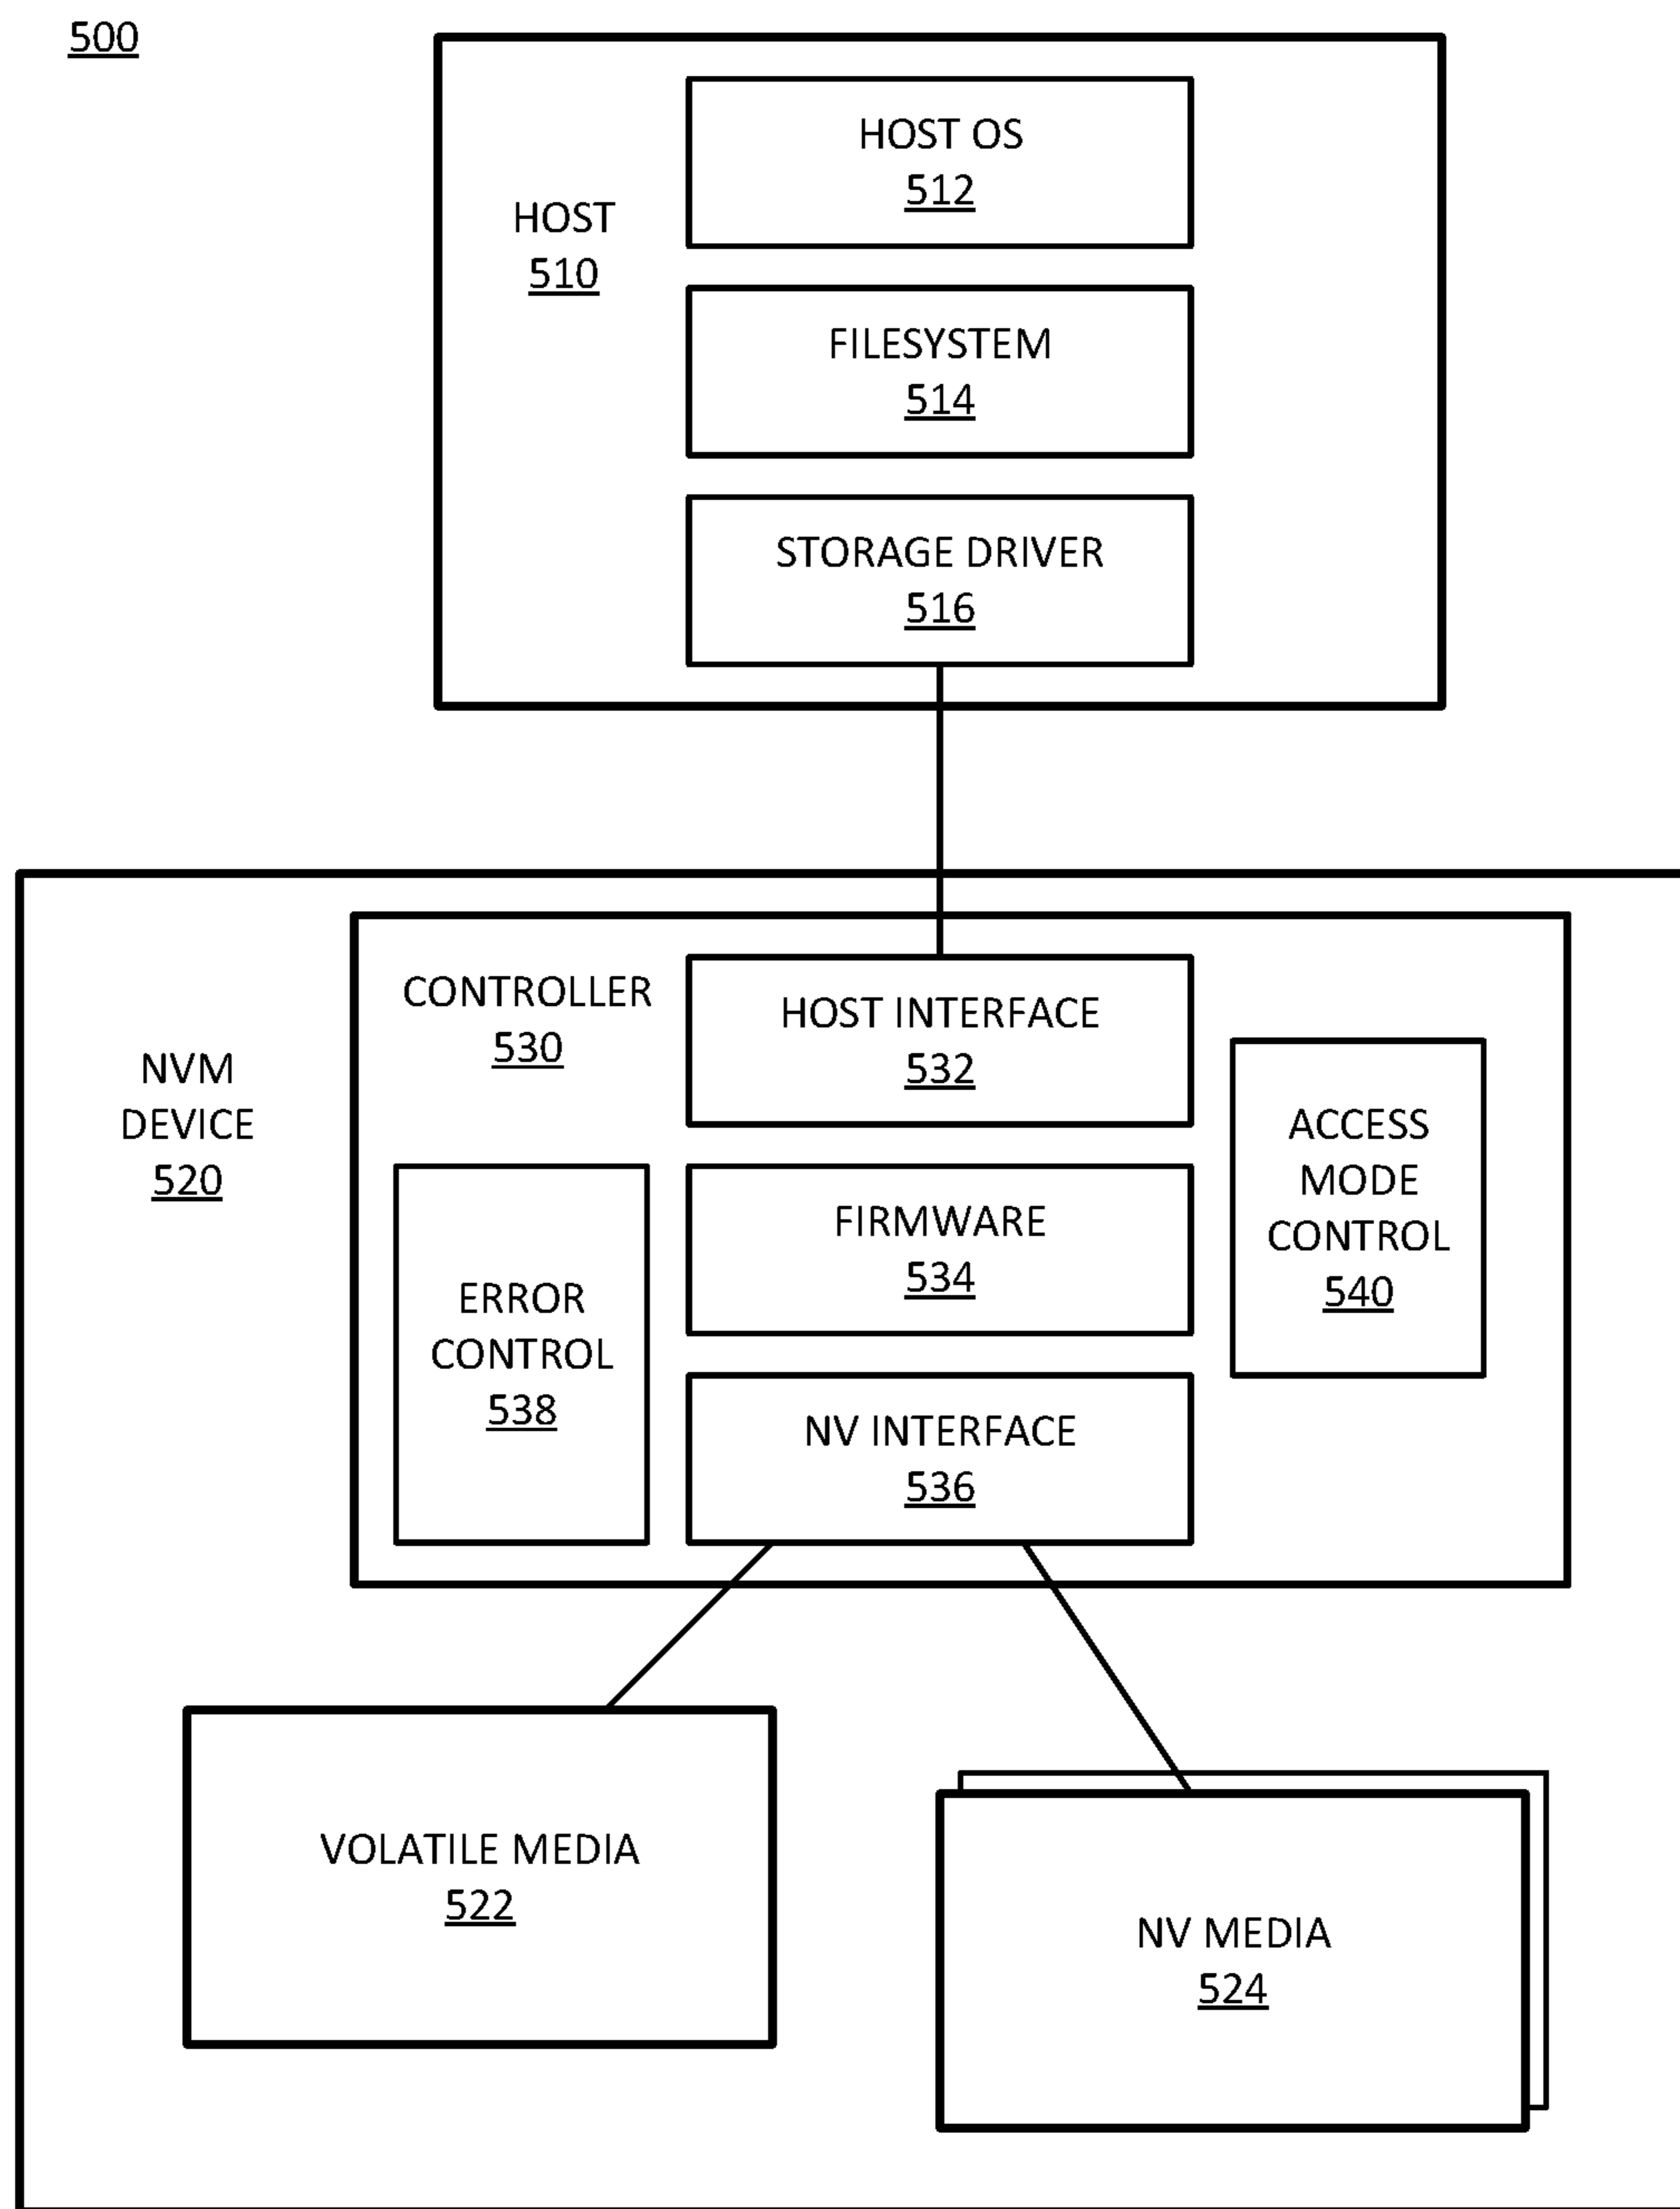 500
HOST OS
512
HOST
510
FILESYSTEM
514
STORAGE DRIVER
516
CONTROLLER
530
HOST INTERFACE
532
NVM
DEVICE
520
ACCESS
MODE
CONTROL
540
FIRMWARE
534
ERROR
CONTROL
538
NV INTERFACE
536
VOLATILE MEDIA
522
NV MEDIA
524